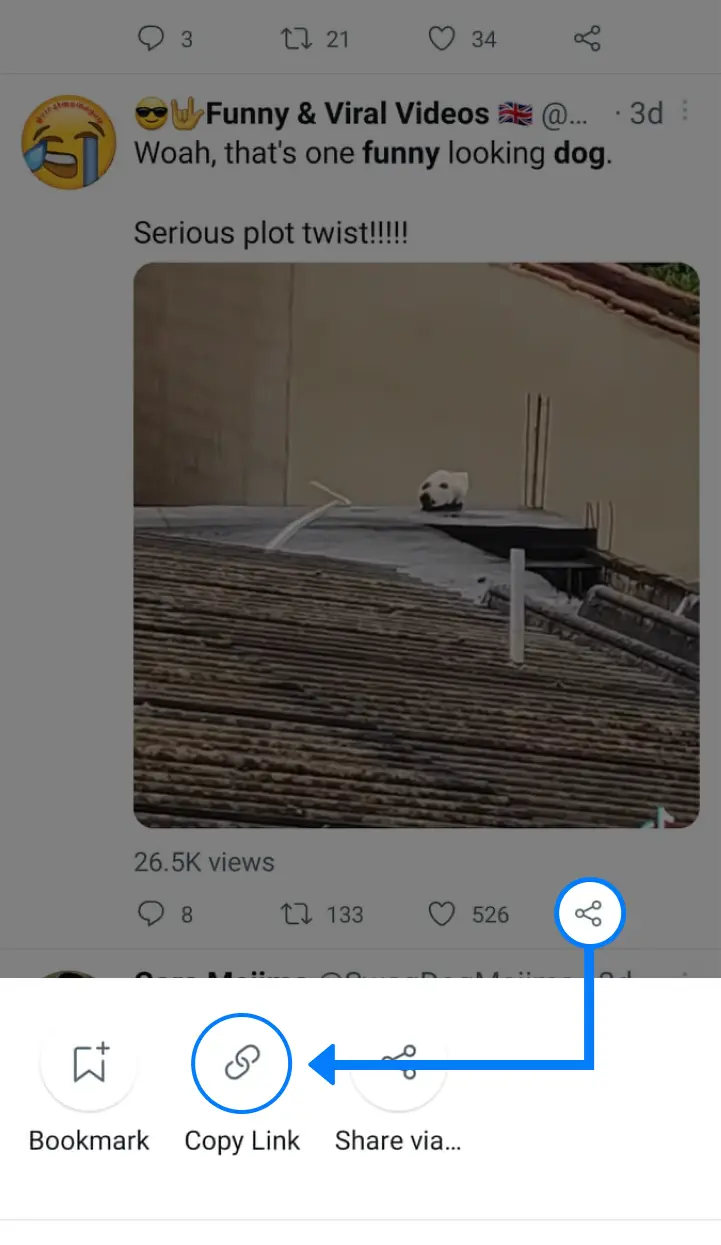 3 21 34
😎🤟Funny & Viral Videos 🇬🇧 @... · 3d
Woah, that's one funny looking dog.
Serious plot twist!!!!!
26.5K views
8 133 526
Bookmark Copy Link Share via...